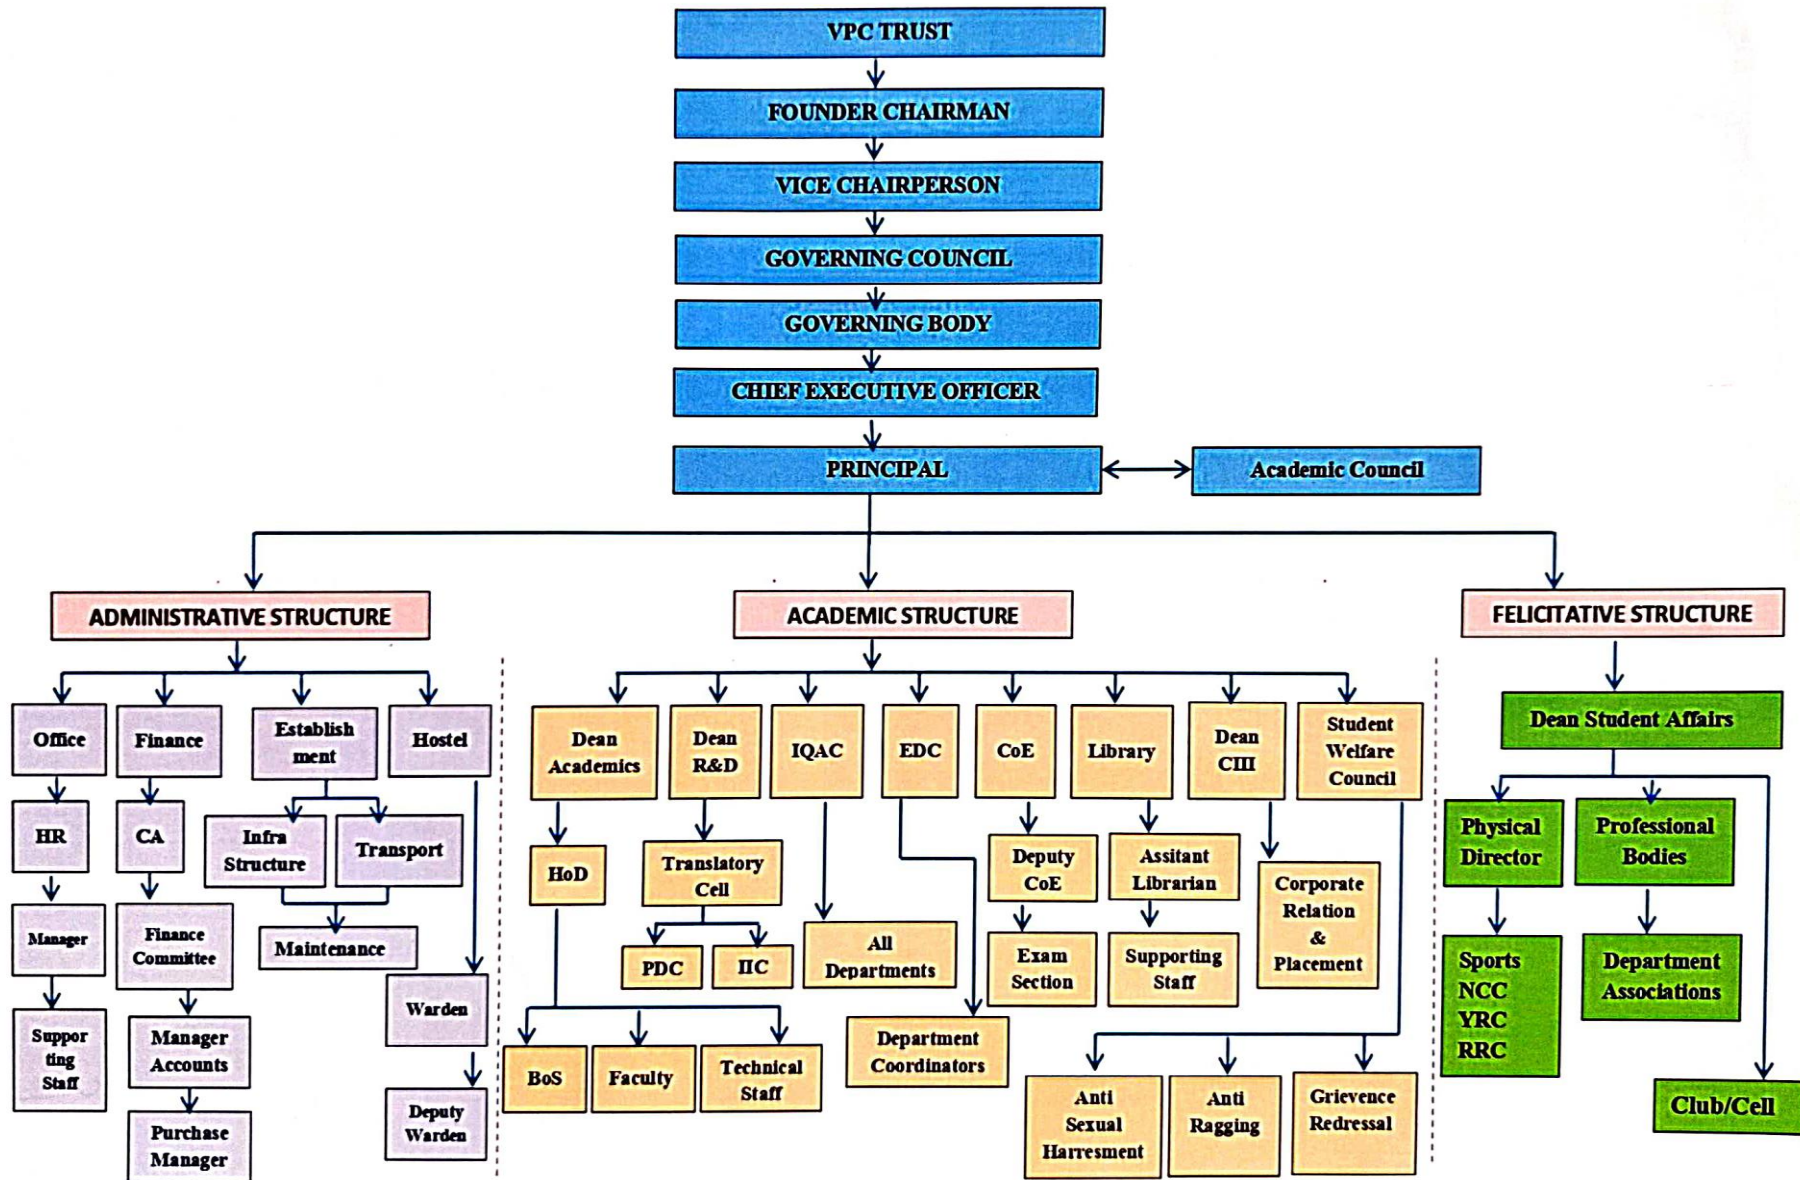 VPC TRUST
FOUNDER CHAIRMAN
VICE CHAIRPERSON
GOVERNING COUNCIL
GOVERNING BODY
CHIEF EXECUTIVE OFFICER
PRINCIPAL
Academic Council
ADMINISTRATIVE STRUCTURE
ACADEMIC STRUCTURE
FELICITATIVE STRUCTURE
Office
Finance
Establish
ment
Hostel
HR
CA
Infra
Structure
Transport
Manager
Finance
Committee
Maintenance
Suppor
ting
Staff
Manager
Accounts
Warden
Purchase
Manager
Deputy
Warden
Dean
Academics
Dean
R&D
IQAC
EDC
CoE
Library
Dean
CIII
Student
Welfare
Council
HoD
Translatory
Cell
Deputy
CoE
Assitant
Librarian
Corporate
Relation
&
Placement
PDC
IIC
All
Departments
Exam
Section
Supporting
Staff
BoS
Faculty
Technical
Staff
Department
Coordinators
Anti
Sexual
Harresment
Anti
Ragging
Grievence
Redressal
Dean Student Affairs
Physical
Director
Professional
Bodies
Sports
NCC
YRC
RRC
Department
Associations
Club/Cell